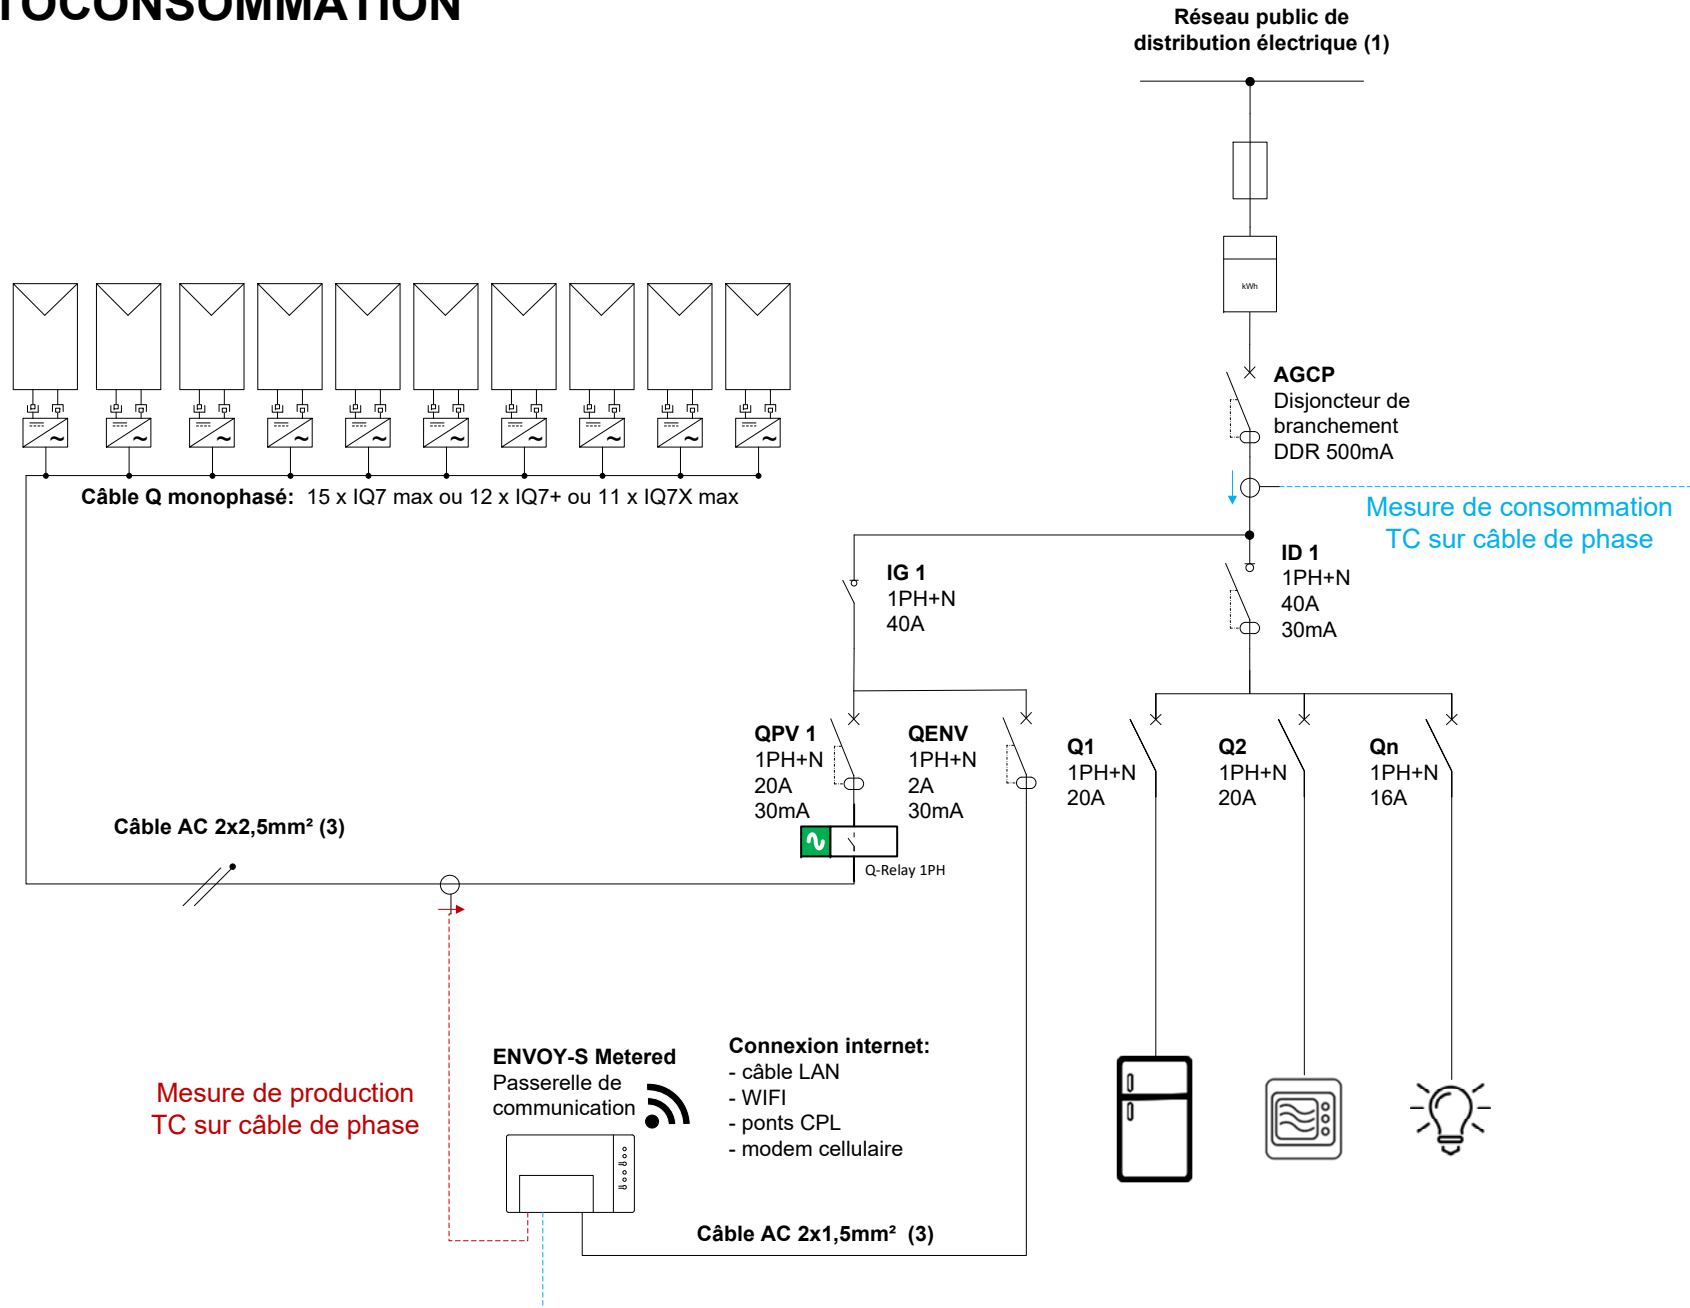 TOCONSOMMATION
Réseau public de
distribution électrique (1)
kWh
AGCP
Disjoncteur de
branchement
DDR 500mA
Câble Q monophasé: 15 x IQ7 max ou 12 x IQ7+ ou 11 x IQ7X max
Mesure de consommation
TC sur câble de phase
IG 1
1PH+N
40A
ID 1
1PH+N
40A
30mA
QPV 1
1PH+N
20A
30mA
QENV
1PH+N
2A
30mA
Q1
1PH+N
20A
Q2
1PH+N
20A
Qn
1PH+N
16A
Câble AC 2x2,5mm² (3)
Q-Relay 1PH
Mesure de production
TC sur câble de phase
ENVOY-S Metered
Passerelle de
communication
Connexion internet:
- câble LAN
- WIFI
- ponts CPL
- modem cellulaire
Câble AC 2x1,5mm² (3)